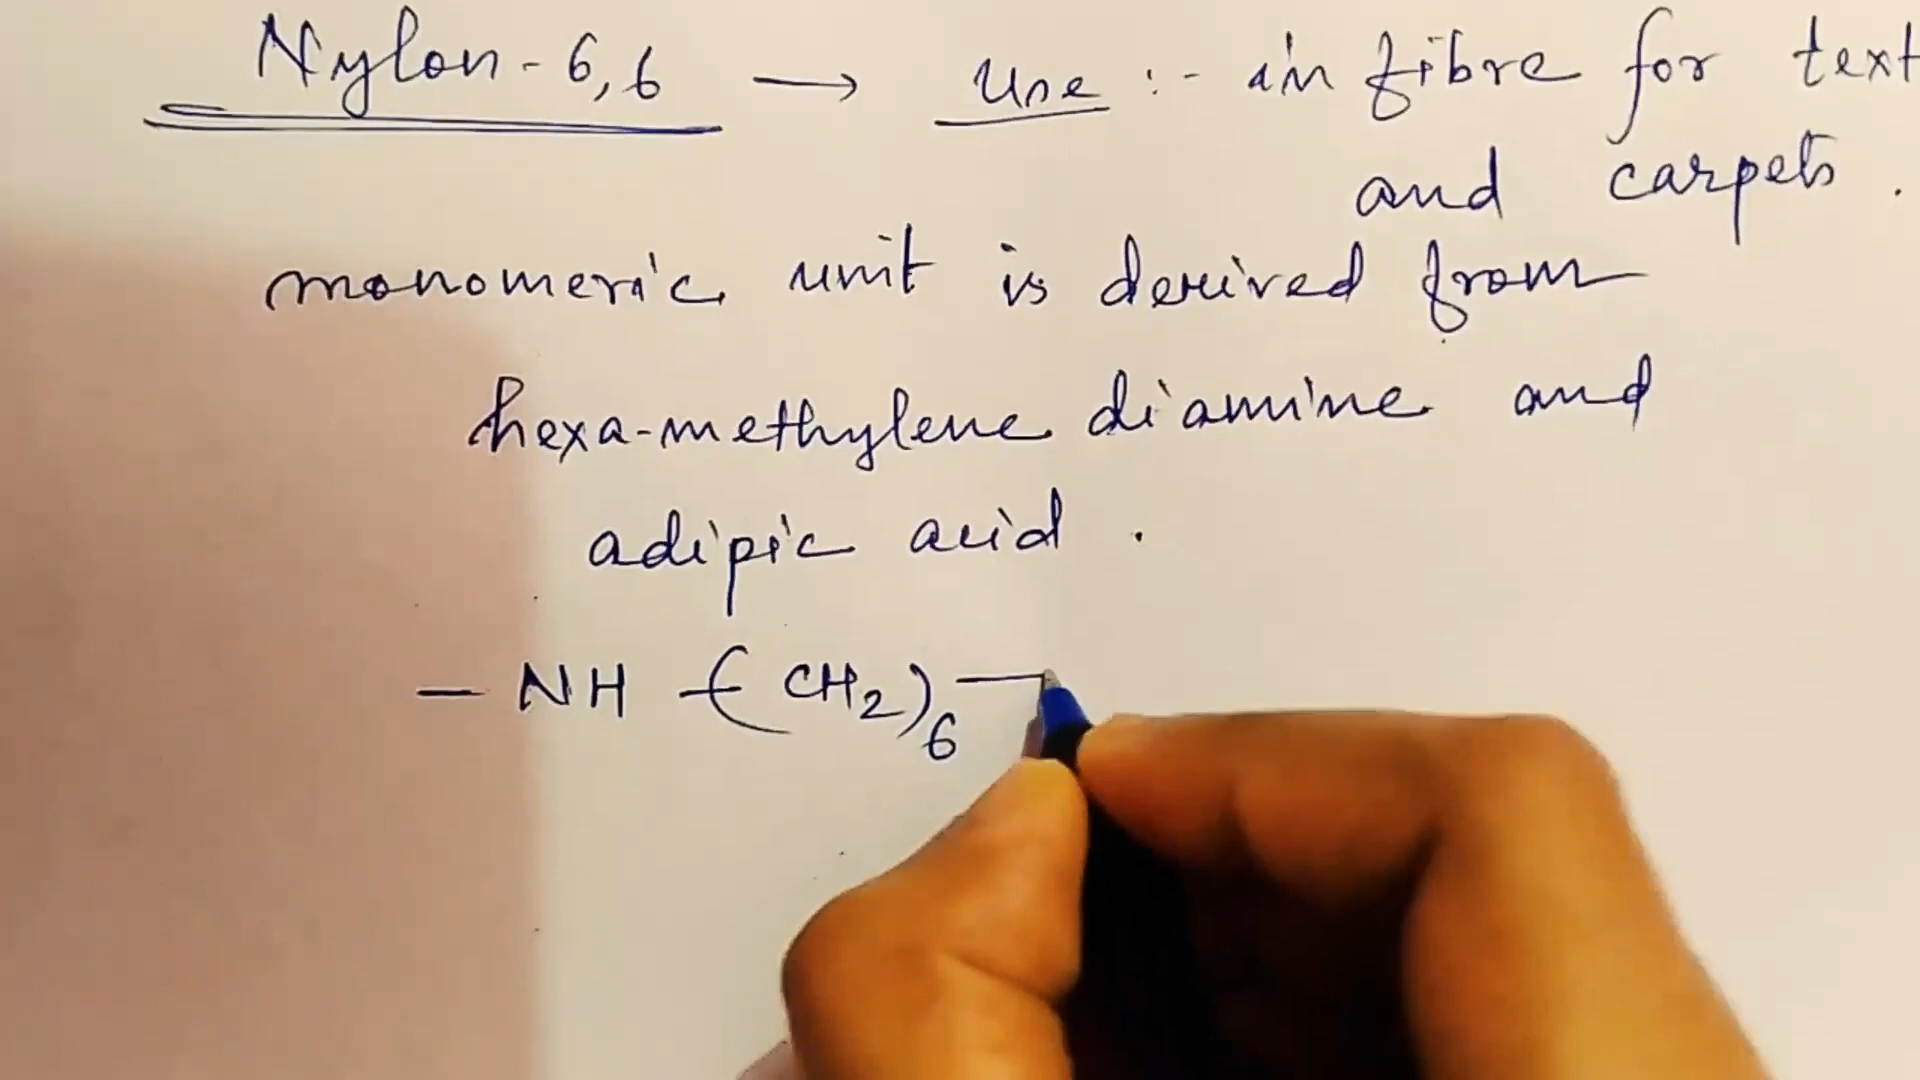 Nylon-6,6 → Use :- in fibre for text
and carpets.
monomeric unit is derived from
hexa-methylene diamine and
adipic acid.
— NH -( CH2)6 —